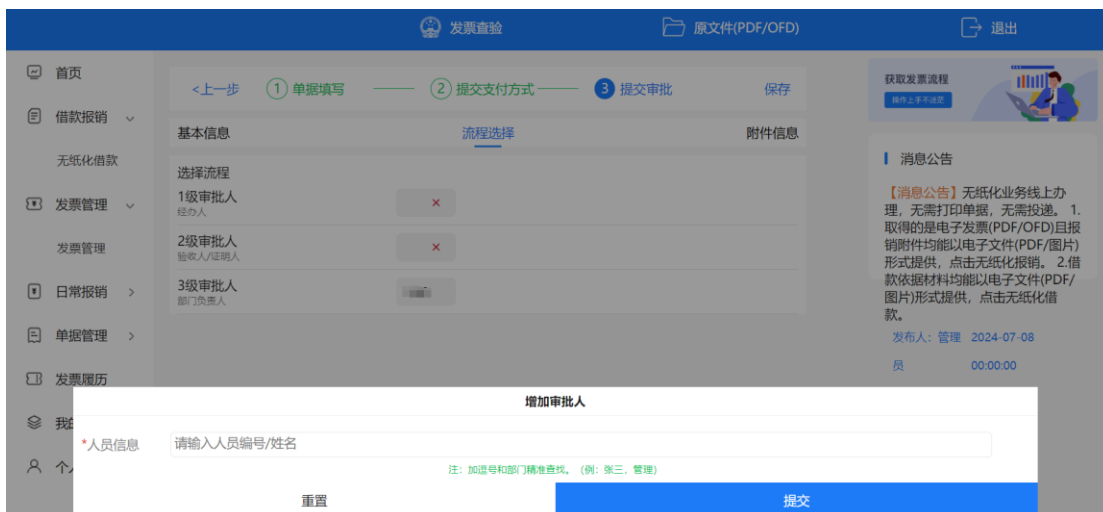 发票查验
原文件(PDF/OFD)
退出
首页
借款报销
无纸化借款
发票管理
发票管理
日常报销
单据管理
发票履历
<上一步
1 单据填写
2 提交支付方式
3 提交审批
保存
基本信息
流程选择
附件信息
选择流程
1级审批人
经办人
2级审批人
验收人/证明人
3级审批人
部门负责人
获取发票流程
操作上手不迷茫
消息公告
【消息公告】无纸化业务线上办
理，无需打印单据，无需投递。 1.
取得的是电子发票(PDF/OFD)且报
销附件均能以电子文件(PDF/图片)
形式提供，点击无纸化报销。 2.借
款依据材料均能以电子文件(PDF/
图片)形式提供，点击无纸化借
款。
发布人：管理 2024-07-08
员 00:00:00
增加审批人
*人员信息
请输入人员编号/姓名
注：加逗号和部门精准查找。（例：张三，管理）
重置
提交